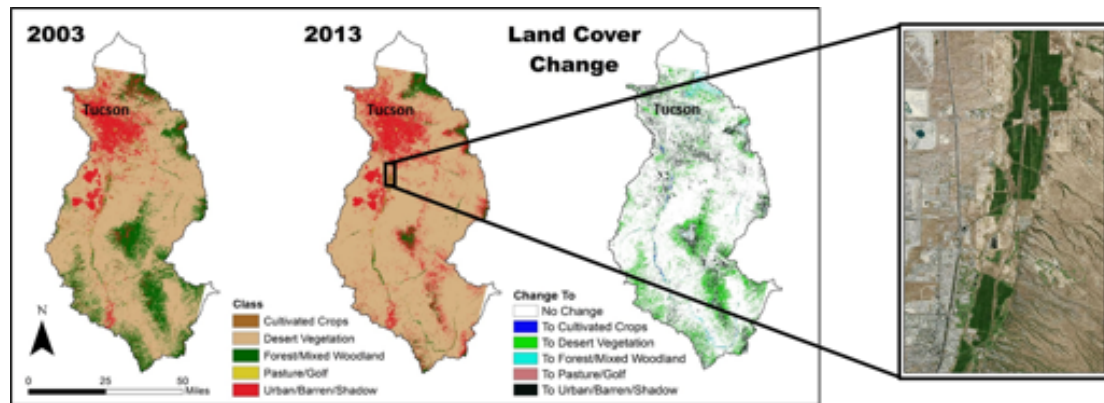 2003
2013
Land Cover
Change
Tucson
Tucson
Tucson
N
0
25
50
Miles
Class
Cultivated Crops
Desert Vegetation
Forest/Mixed Woodland
Pasture/Golf
Urban/Barren/Shadow
Change To
No Change
To Cultivated Crops
To Desert Vegetation
To Forest/Mixed Woodland
To Pasture/Golf
To Urban/Barren/Shadow